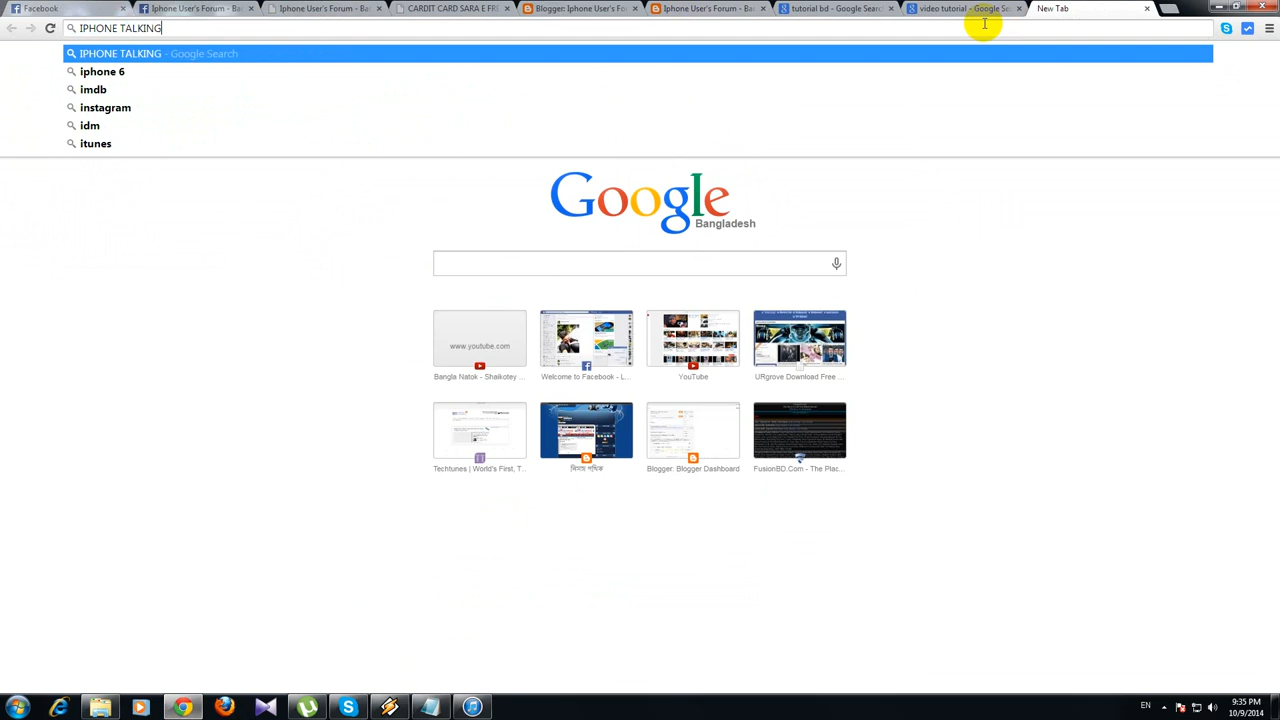 Facebook
Iphone User's Forum - Ba
Iphone User's Forum - Ba
CARDIT CARD SARA E FRE
Blogger: Iphone User's Fo
Iphone User's Forum - Ba
tutorial bd - Google Searc
video tutorial - Google Se
New Tab
IPHONE TALKING
IPHONE TALKING - Google Search
iphone 6
imdb
instagram
idm
itunes
Google
Bangladesh
www.youtube.com
Bangla Natok - Shaikotey ...
Welcome to Facebook - L...
YouTube
URgrove Download Free ...
Techtunes | World's First, T...
Blogger: Blogger Dashboard
FusionBD.Com - The Plac...
EN
9:35 PM
10/9/2014